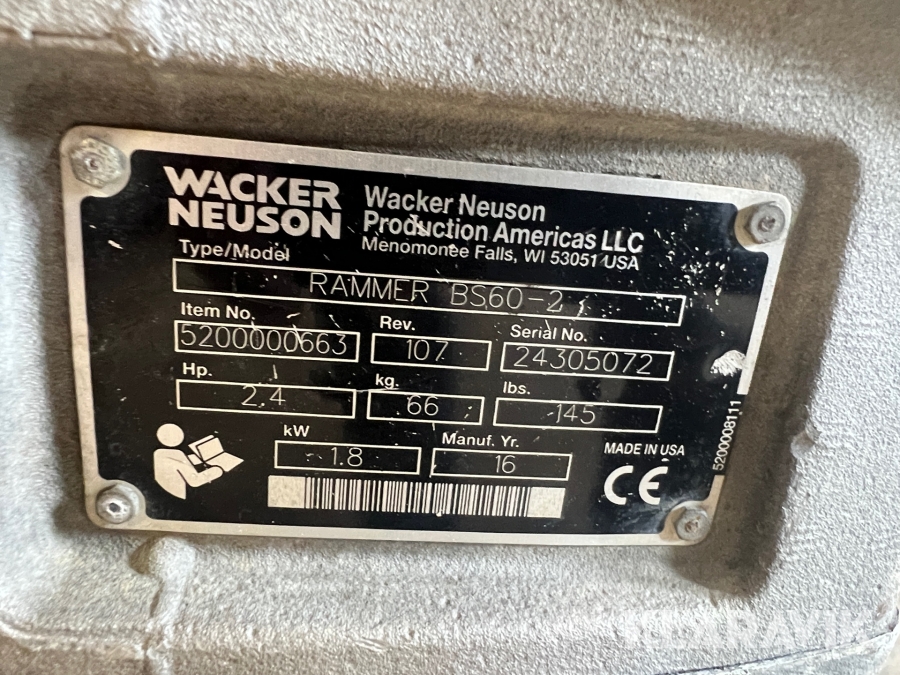 WACKER
NEUSON
Wacker Neuson
Production Americas LLC
Menomonee Falls, WI 53051 USA
Type/Model
RAMMER BS60-2
Item No.
5200000663
Rev.
107
Serial No.
24305072
Hp.
2.4
kg.
66
lbs.
145
kW
1.8
Manuf. Yr.
16
MADE IN USA
CE
5200008111